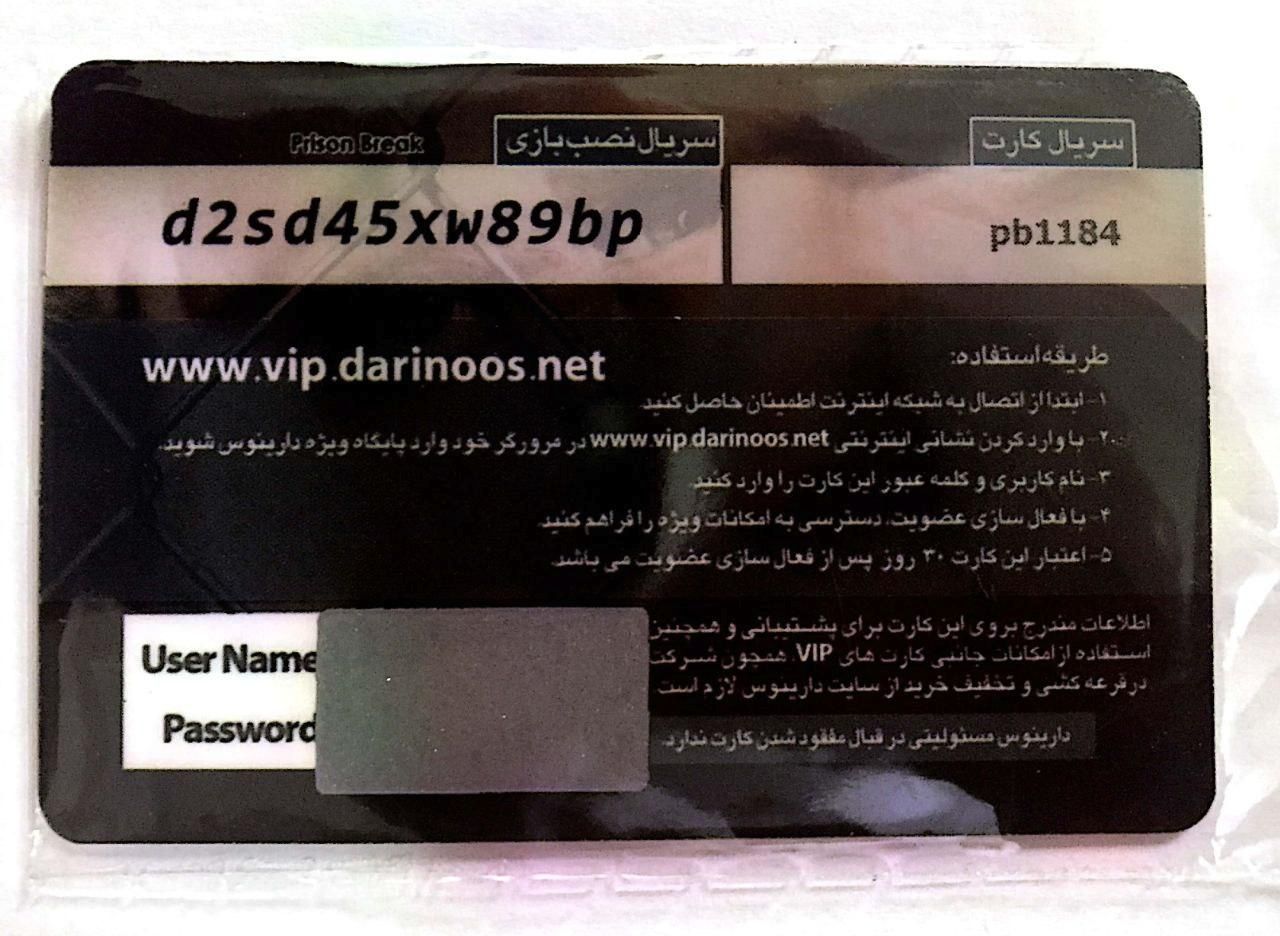 سریال کارت
سریال نصب بازی
Prison Break
pb1184
d2sd45xw89bp
www.vip.darinoos.net
طریقه استفاده:
۱- ابتدا از اتصال به شبکه اینترنت اطمینان حاصل کنید.
۲- با وارد کردن نشانی اینترنتی www.vip.darinoos.net در مرورگر خود وارد پایگاه ویژه دارینوس شوید.
۳- نام کاربری و کلمه عبور این کارت را وارد کنید.
۴- با فعال سازی عضویت، دسترسی به امکانات ویژه را فراهم کنید.
۵- اعتبار این کارت ۳۰ روز پس از فعال سازی عضویت می باشد.
اطلاعات مندرج بروی این کارت برای پشتیبانی و همچنین
استفاده از امکانات جانبی کارت های VIP، همچون شرکت
در قرعه کشی و تخفیف خرید از سایت دارینوس لازم است.
دارینوس مسئولیتی در قبال مفقود شدن کارت ندارد.
User Name
Password